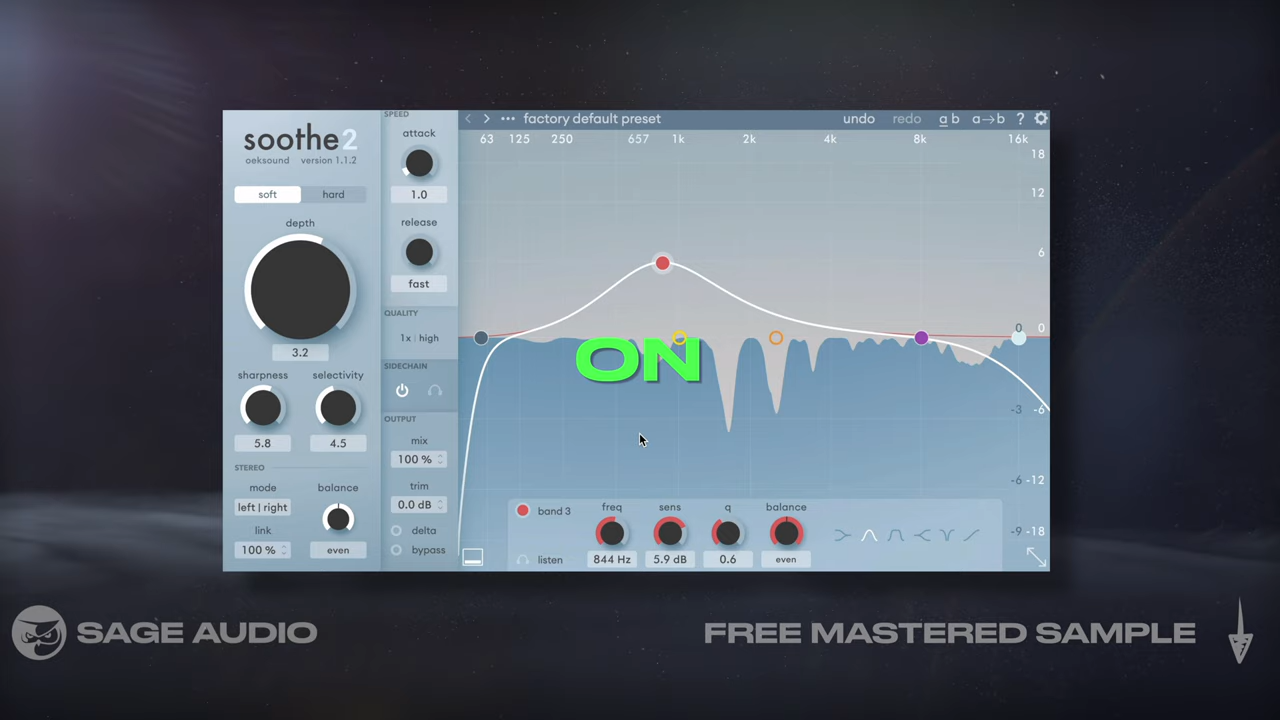 soothe2
oeksound version 1.1.2
soft hard
depth
3.2
sharpness selectivity
5.8 4.5
STEREO
mode balance
left | right
link
100 % even
SPEED
attack
1.0
release
fast
QUALITY
1x high
SIDECHAIN
OUTPUT
mix
100 %
trim
0.0 dB
delta
bypass
factory default preset undo redo a b a→b ?
63 125 250 657 1k 2k 4k 8k 16k
18
12
6
0 0
-3 -6
-6 -12
-9 -18
ON
band 3 freq sens q balance
listen 844 Hz 5.9 dB 0.6 even
SAGE AUDIO
FREE MASTERED SAMPLE